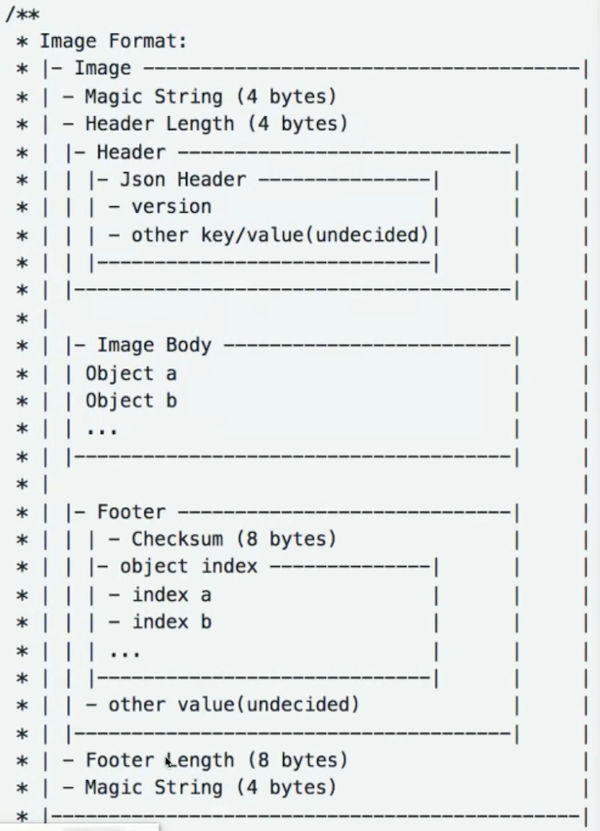 /**
 * Image Format:
 * |- Image --------------------------------------|
 * | - Magic String (4 bytes)                     |
 * | - Header Length (4 bytes)                    |
 * | |- Header -----------------------------|     |
 * | | |- Json Header ---------------|      |     |
 * | | | - version                   |      |     |
 * | | | - other key/value(undecided)|      |     |
 * | | |-----------------------------|      |     |
 * | |--------------------------------------|     |
 * |                                              |
 * | |- Image Body -------------------------|     |
 * | | Object a                             |     |
 * | | Object b                             |     |
 * | | ...                                  |     |
 * | |--------------------------------------|     |
 * |                                              |
 * | |- Footer -----------------------------|     |
 * | | | - Checksum (8 bytes)               |     |
 * | | |- object index --------------|      |     |
 * | | | - index a                   |      |     |
 * | | | - index b                   |      |     |
 * | | | ...                         |      |     |
 * | | |-----------------------------|      |     |
 * | | - other value(undecided)             |     |
 * | |--------------------------------------|     |
 * | - Footer Length (8 bytes)                    |
 * | - Magic String (4 bytes)                     |
 * |----------------------------------------------|